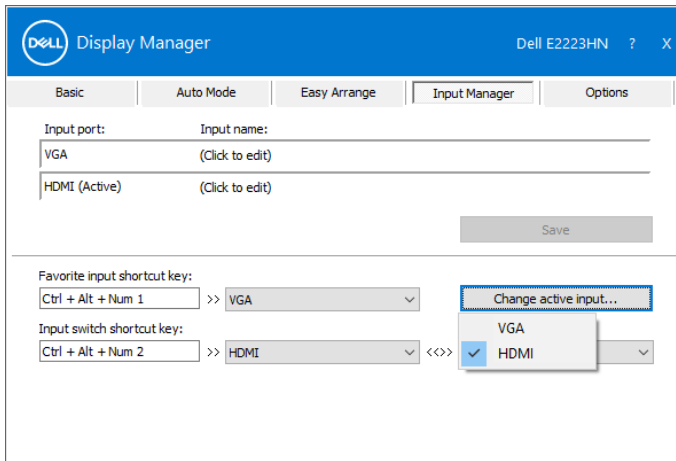 DELL Display Manager Dell E2223HN ? X
Basic Auto Mode Easy Arrange Input Manager Options
Input port: Input name:
VGA (Click to edit)
HDMI (Active) (Click to edit)
Save
Favorite input shortcut key:
Ctrl + Alt + Num 1 >> VGA Change active input...
VGA
Input switch shortcut key:
Ctrl + Alt + Num 2 >> HDMI <<>> HDMI